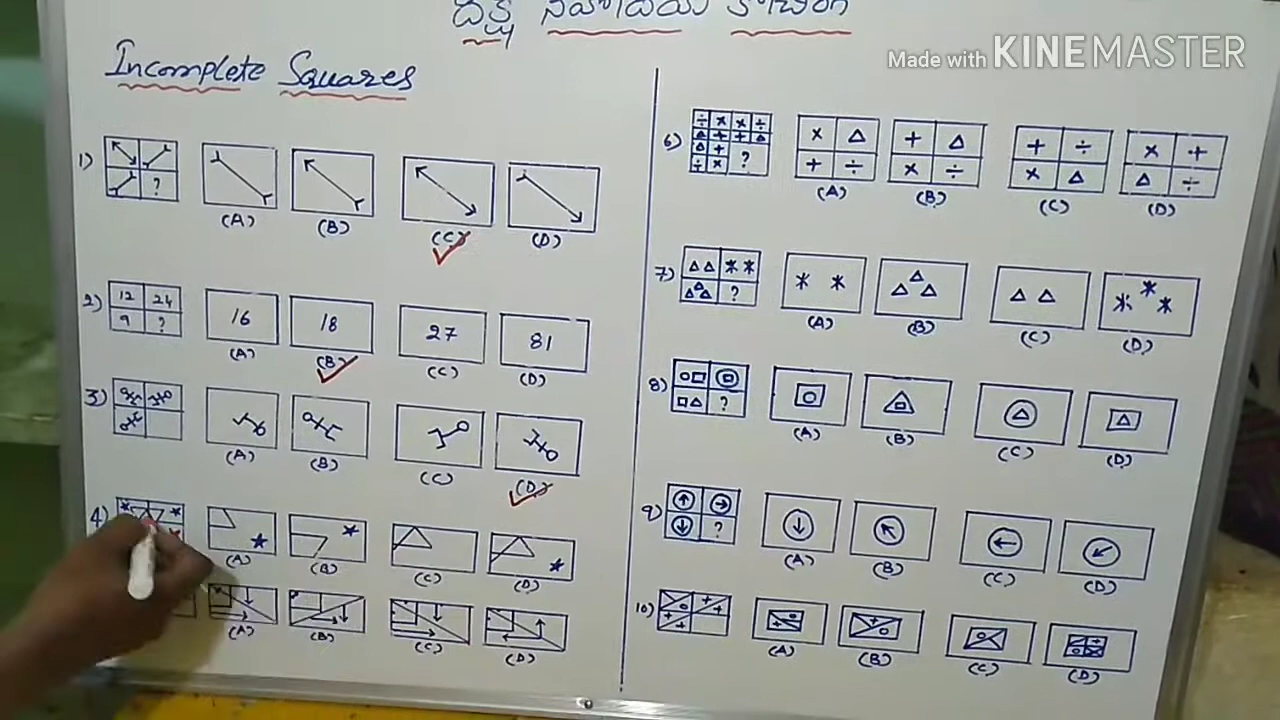 Made with KINEMASTER
Incomplete Squares
1) ?
(A) (B) (C) (D)
2) 12 24
9 ?
16 18 27 81
(A) (B) (C) (D)
3)
(A) (B) (C) (D)
4)
(A) (B) (C) (D)
(A) (B) (C) (D)
6) ÷ × × ÷
Δ + + Δ
Δ +
÷ × ?
× Δ
+ ÷
(A)
+ Δ
× ÷
(B)
+ ÷
× Δ
(C)
× +
Δ ÷
(D)
7) ?
(A) (B) (C) (D)
8) ?
(A) (B) (C) (D)
9) ?
(A) (B) (C) (D)
10)
(A) (B) (C) (D)